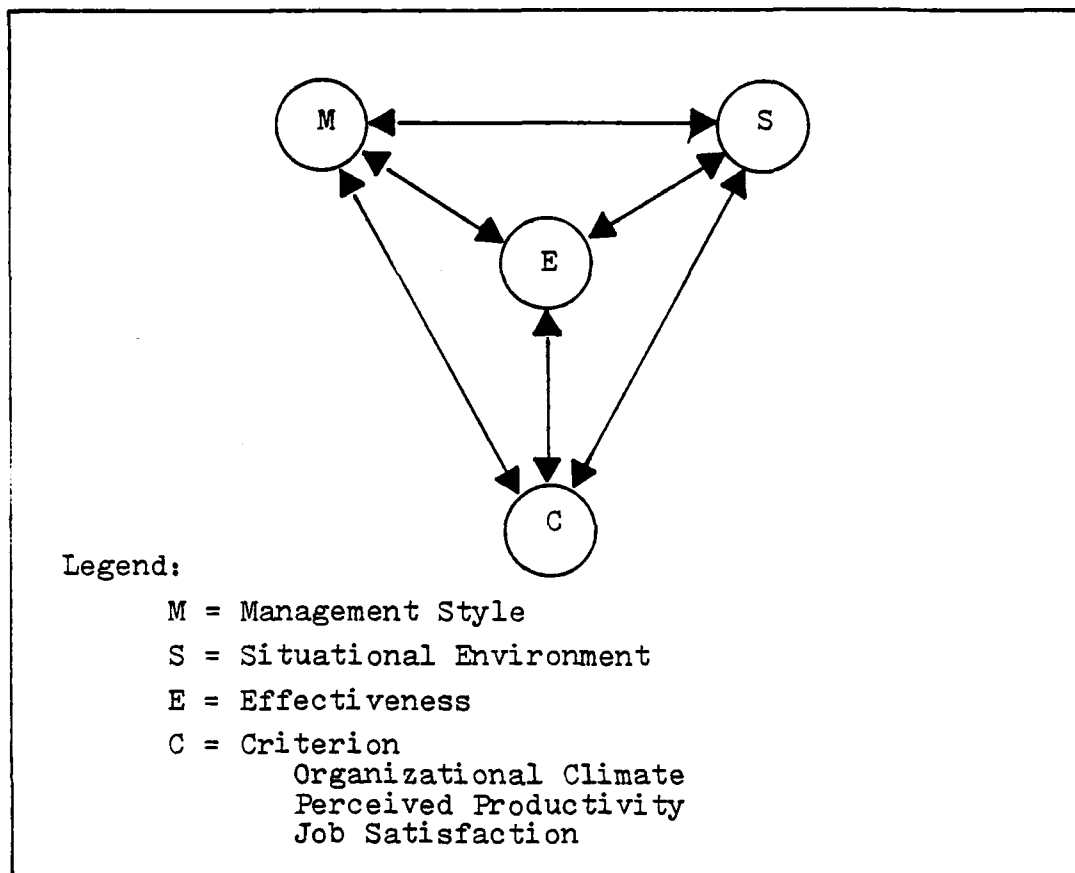 M
S
E
C
Legend:
M = Management Style
S = Situational Environment
E = Effectiveness
C = Criterion
Organizational Climate
Perceived Productivity
Job Satisfaction